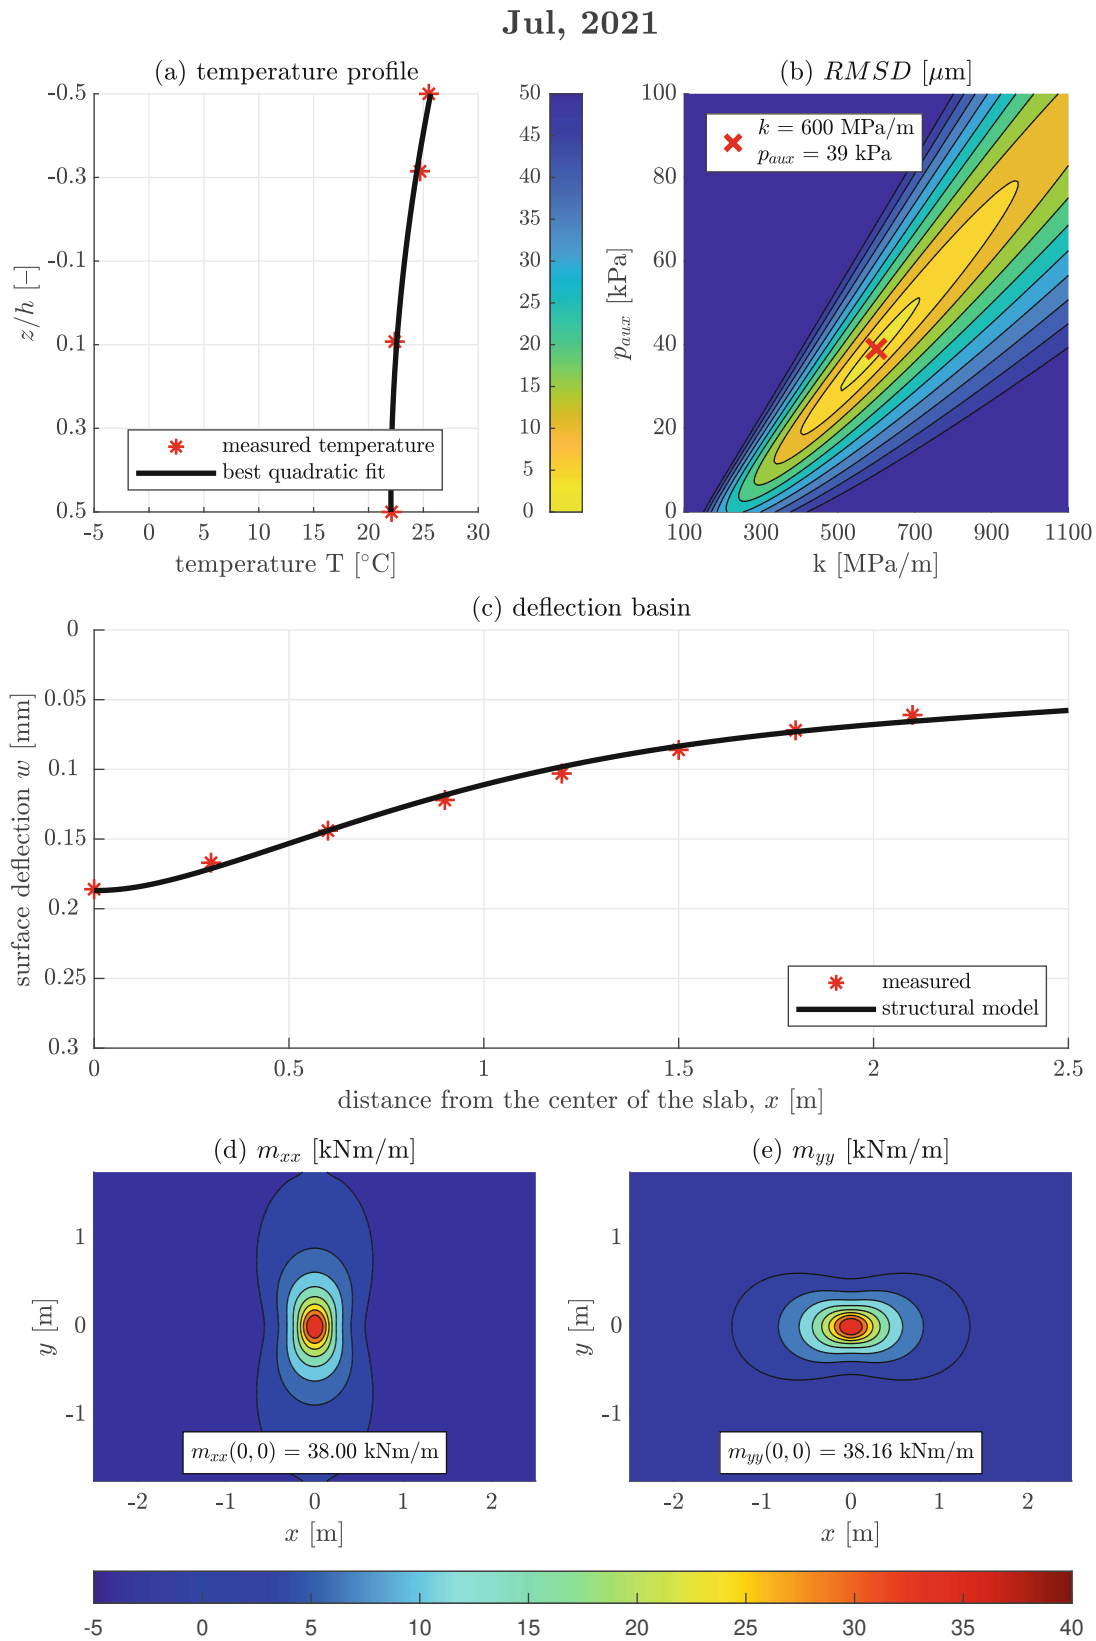 Jul, 2021
(a) temperature profile
-0.5
-0.3
-0.1
0.1
0.3
0.5
z/h [−]
-5 0 5 10 15 20 25 30
temperature T [°C]
measured temperature
best quadratic fit
50
40
35
30
25
20
15
10
5
0
(b) RMSD [μm]
100
80
60
40
20
0
p_aux [kPa]
k = 600 MPa/m
p_aux = 39 kPa
100 300 500 700 900 1100
k [MPa/m]
(c) deflection basin
0
0.05
0.1
0.15
0.2
0.25
0.3
surface deflection w [mm]
measured
structural model
0 0.5 1 1.5 2 2.5
distance from the center of the slab, x [m]
(d) m_xx [kNm/m]
1
0
-1
y [m]
m_xx(0, 0) = 38.00 kNm/m
-2 -1 0 1 2
x [m]
(e) m_yy [kNm/m]
1
0
-1
y [m]
m_yy(0, 0) = 38.16 kNm/m
-2 -1 0 1 2
x [m]
-5 0 5 10 15 20 25 30 35 40